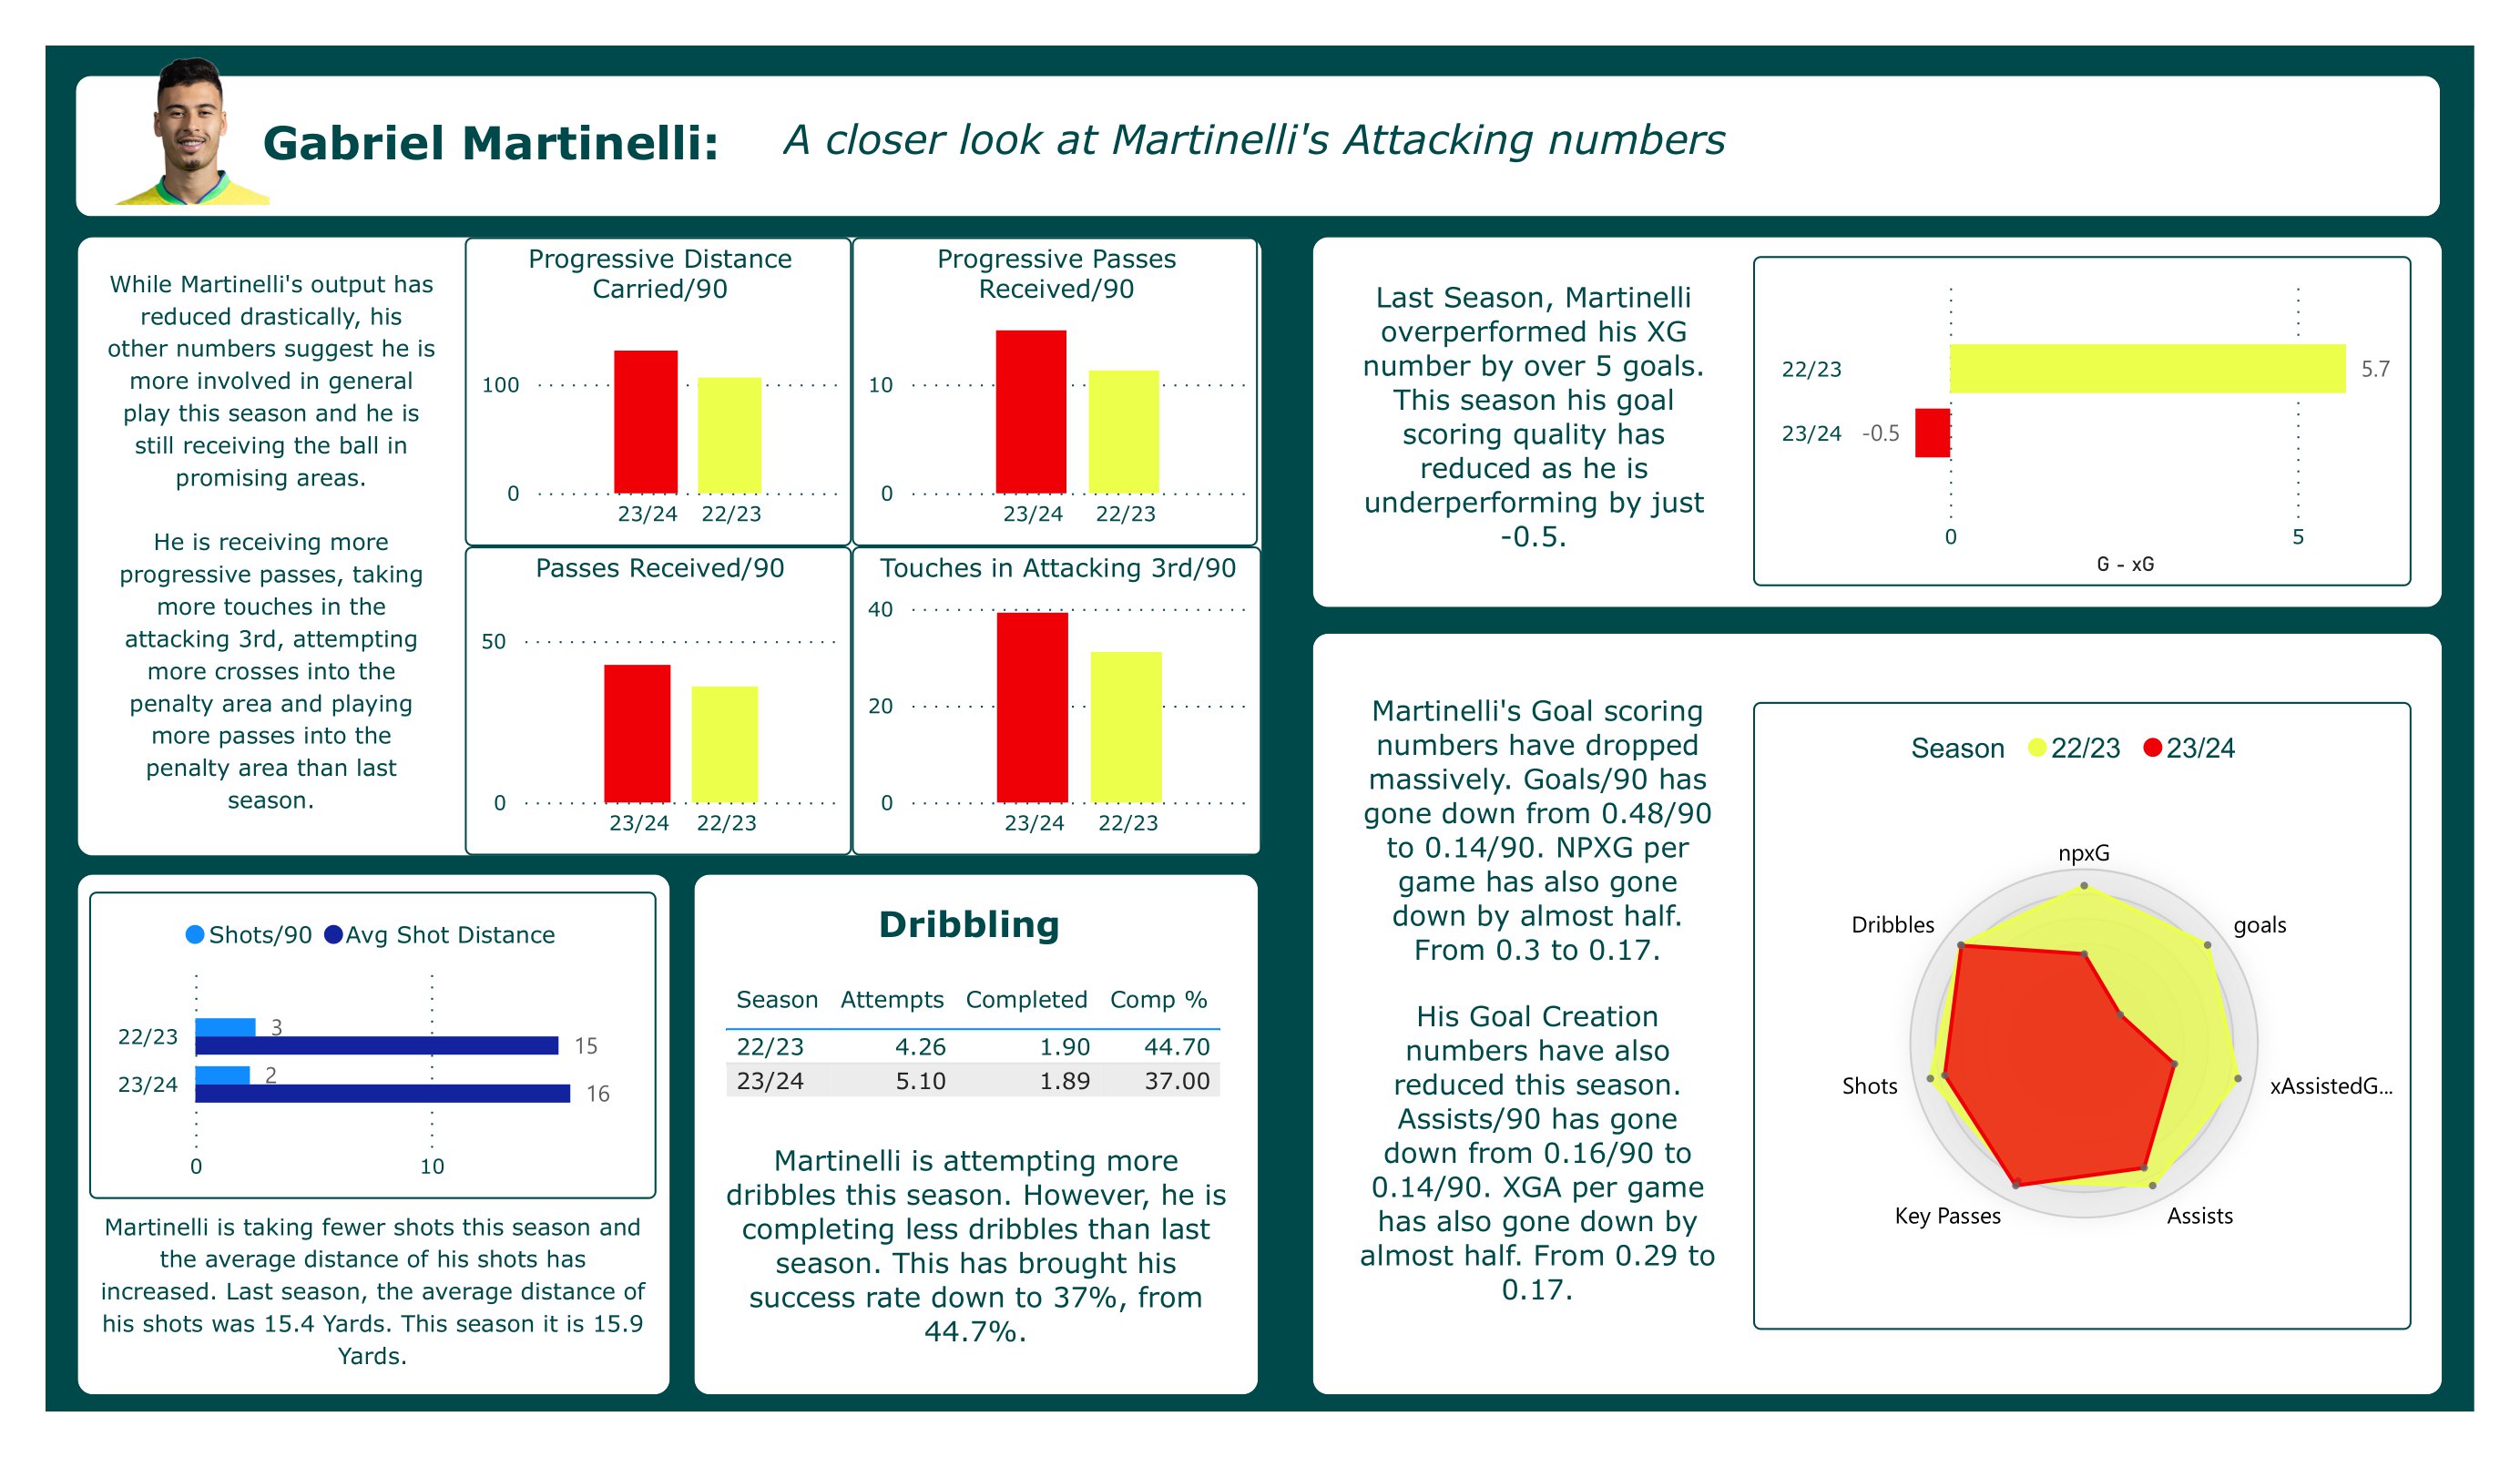 Gabriel Martinelli: A closer look at Martinelli's Attacking numbers
While Martinelli's output has
reduced drastically, his
other numbers suggest he is
more involved in general
play this season and he is
still receiving the ball in
promising areas.
He is receiving more
progressive passes, taking
more touches in the
attacking 3rd, attempting
more crosses into the
penalty area and playing
more passes into the
penalty area than last
season.
Progressive Distance
Carried/90
100
0
23/24 22/23
Progressive Passes
Received/90
10
0
23/24 22/23
Passes Received/90
50
0
23/24 22/23
Touches in Attacking 3rd/90
40
20
0
23/24 22/23
Shots/90 Avg Shot Distance
22/23 3
15
23/24 2
16
0 10
Martinelli is taking fewer shots this season and
the average distance of his shots has
increased. Last season, the average distance of
his shots was 15.4 Yards. This season it is 15.9
Yards.
Dribbling
Season Attempts Completed Comp %
22/23 4.26 1.90 44.70
23/24 5.10 1.89 37.00
Martinelli is attempting more
dribbles this season. However, he is
completing less dribbles than last
season. This has brought his
success rate down to 37%, from
44.7%.
Last Season, Martinelli
overperformed his XG
number by over 5 goals.
This season his goal
scoring quality has
reduced as he is
underperforming by just
-0.5.
22/23 5.7
23/24 -0.5
0 5
G - xG
Martinelli's Goal scoring
numbers have dropped
massively. Goals/90 has
gone down from 0.48/90
to 0.14/90. NPXG per
game has also gone
down by almost half.
From 0.3 to 0.17.
His Goal Creation
numbers have also
reduced this season.
Assists/90 has gone
down from 0.16/90 to
0.14/90. XGA per game
has also gone down by
almost half. From 0.29 to
0.17.
Season 22/23 23/24
npxG
Dribbles goals
Shots xAssistedG...
Key Passes Assists